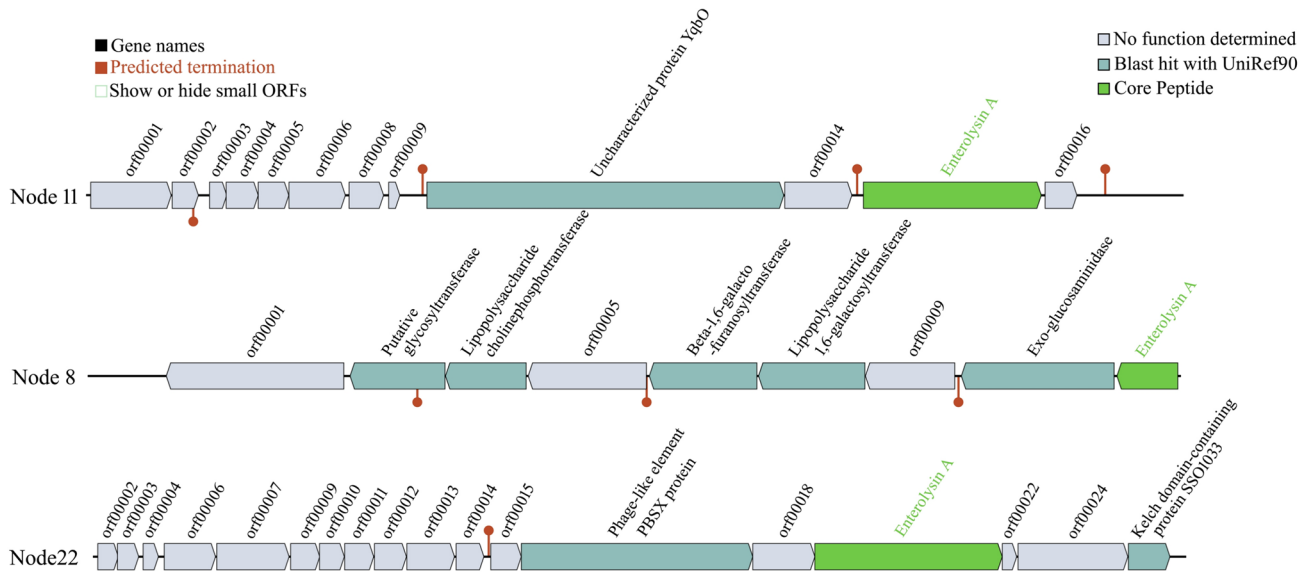 Gene names
Predicted termination
Show or hide small ORFs
No function determined
Blast hit with UniRef90
Core Peptide
Node 11
orf00001
orf00002
orf00003
orf00004
orf00005
orf00006
orf00008
orf00009
Uncharacterized protein YqbO
orf00014
Enterolysin A
orf00016
Node 8
orf00001
Putative
glycosyltransferase
Lipopolysaccharide
cholinephosphotransferase
orf00005
Beta-1,6-galacto
-furanosyltransferase
Lipopolysaccharide
1,6-galactosyltransferase
orf00009
Exo-glucosaminidase
Enterolysin A
Node22
orf00002
orf00003
orf00004
orf00006
orf00007
orf00009
orf00010
orf00011
orf00012
orf00013
orf00014
orf00015
Phage-like element
PBSX protein
orf00018
Enterolysin A
orf00022
orf00024
Kelch domain-containing
protein SSO1033